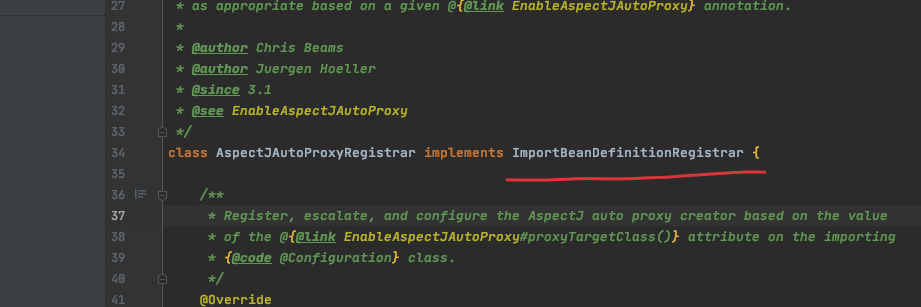 27 * as appropriate based on a given @{@link EnableAspectJAutoProxy} annotation.
28 *
29 * @author Chris Beams
30 * @author Juergen Hoeller
31 * @since 3.1
32 * @see EnableAspectJAutoProxy
33 */
34 class AspectJAutoProxyRegistrar implements ImportBeanDefinitionRegistrar {
35
36 /**
37 * Register, escalate, and configure the AspectJ auto proxy creator based on the value
38 * of the @{@link EnableAspectJAutoProxy#proxyTargetClass()} attribute on the importing
39 * {@code @Configuration} class.
40 */
41 @Override